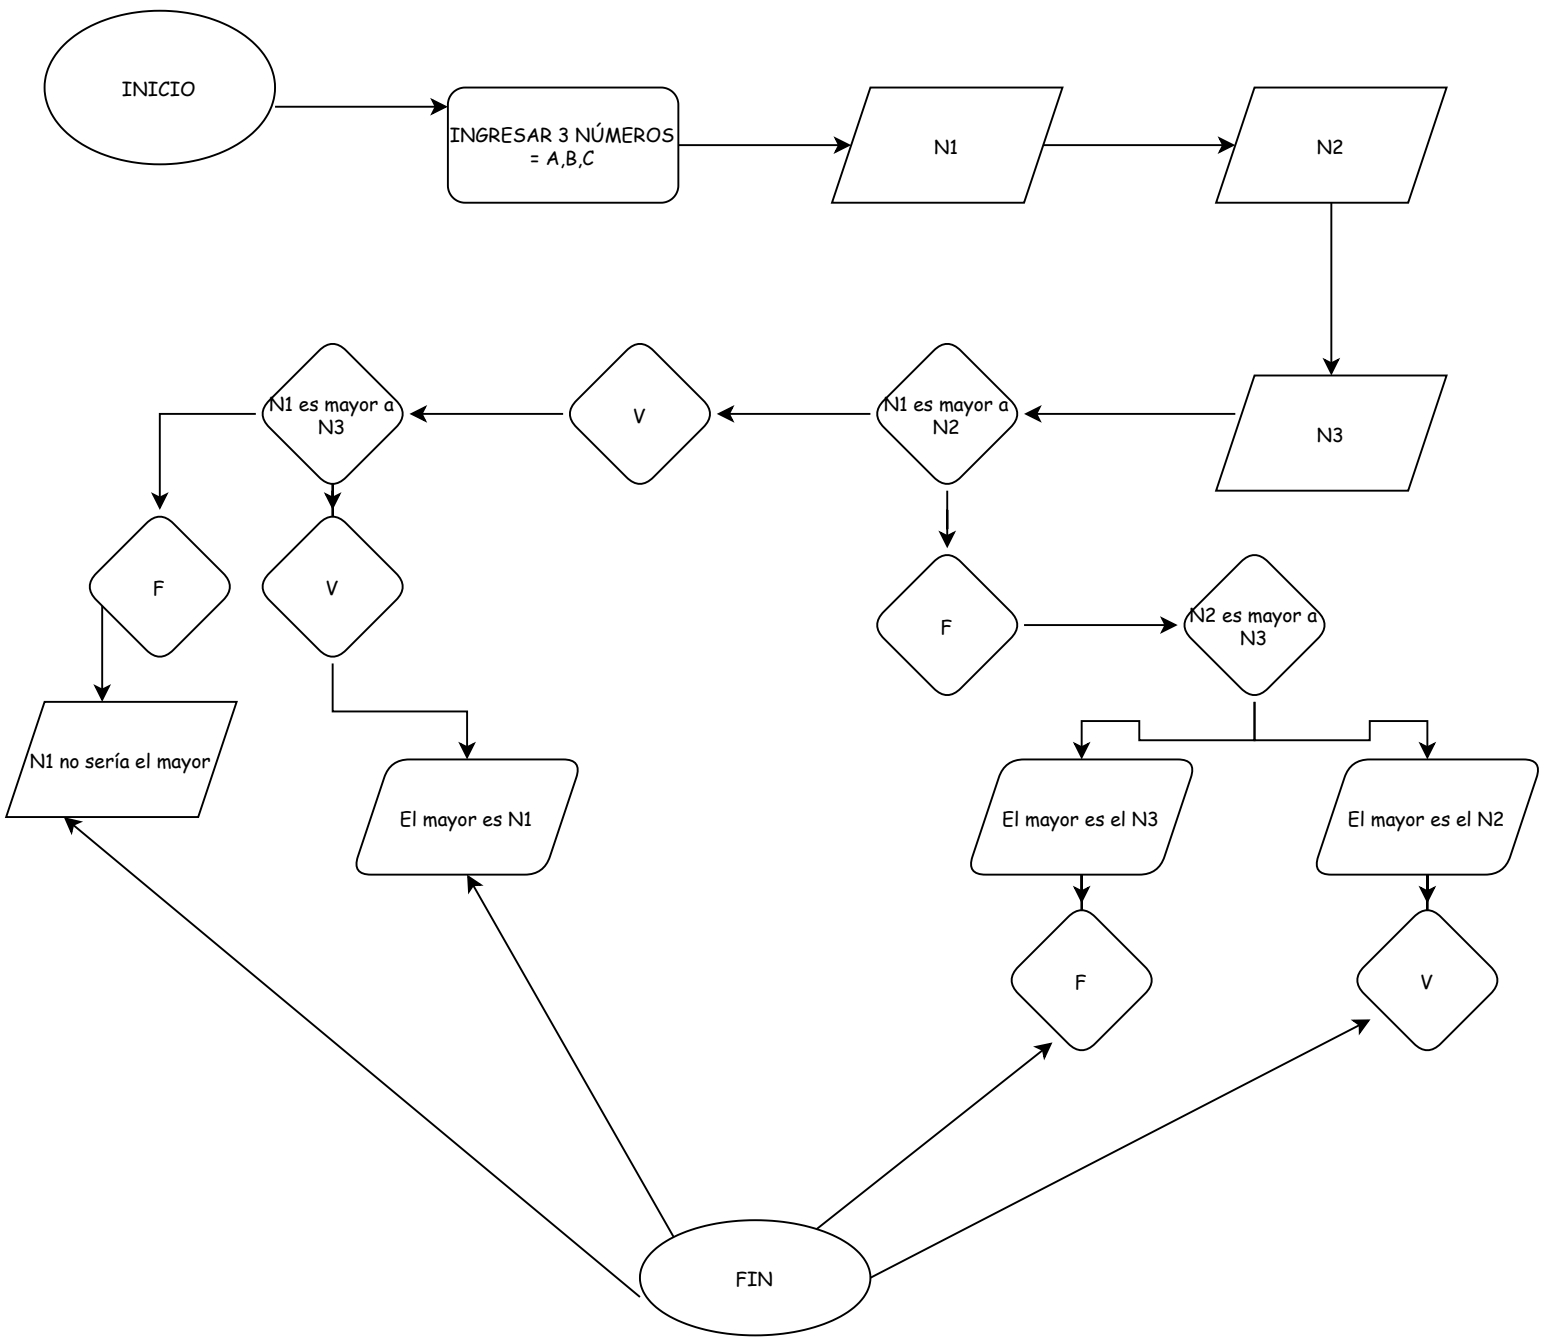 INICIO
INGRESAR 3 NÚMEROS
= A,B,C
N1
N2
N3
N1 es mayor a
N2
V
N1 es mayor a
N3
F
V
F
N2 es mayor a
N3
N1 no sería el mayor
El mayor es N1
El mayor es el N3
El mayor es el N2
F
V
FIN